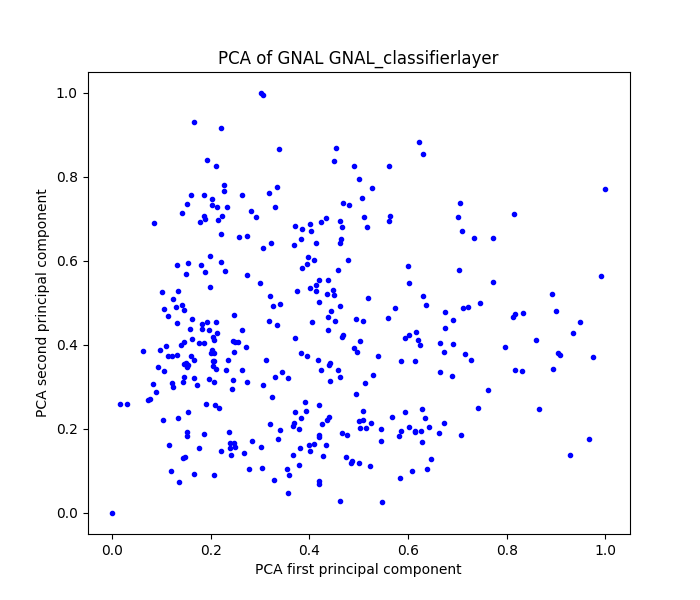 PCA of GNAL GNAL_classifierlayer
1.0
0.8
0.6
0.4
0.2
0.0
PCA second principal component
0.0 0.2 0.4 0.6 0.8 1.0
PCA first principal component